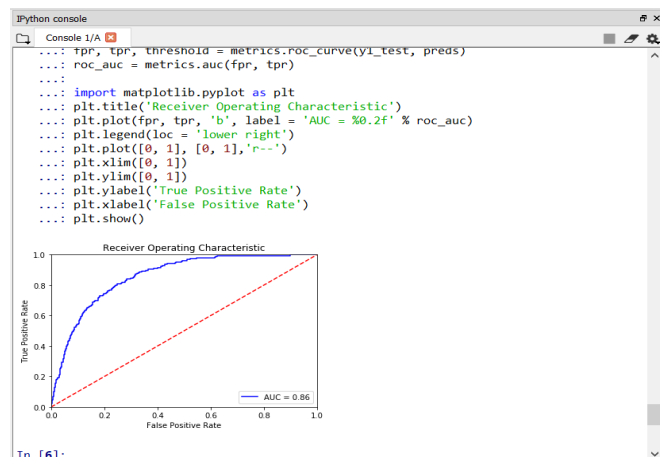 IPython console
Console 1/A
...: fpr, tpr, threshold = metrics.roc_curve(y1_test, preds)
...: roc_auc = metrics.auc(fpr, tpr)
...:
...: import matplotlib.pyplot as plt
...: plt.title('Receiver Operating Characteristic')
...: plt.plot(fpr, tpr, 'b', label = 'AUC = %0.2f' % roc_auc)
...: plt.legend(loc = 'lower right')
...: plt.plot([0, 1], [0, 1],'r--')
...: plt.xlim([0, 1])
...: plt.ylim([0, 1])
...: plt.ylabel('True Positive Rate')
...: plt.xlabel('False Positive Rate')
...: plt.show()
Receiver Operating Characteristic
1.0
0.8
0.6
0.4
0.2
0.0
True Positive Rate
AUC = 0.86
0.0 0.2 0.4 0.6 0.8 1.0
False Positive Rate
In [6]: